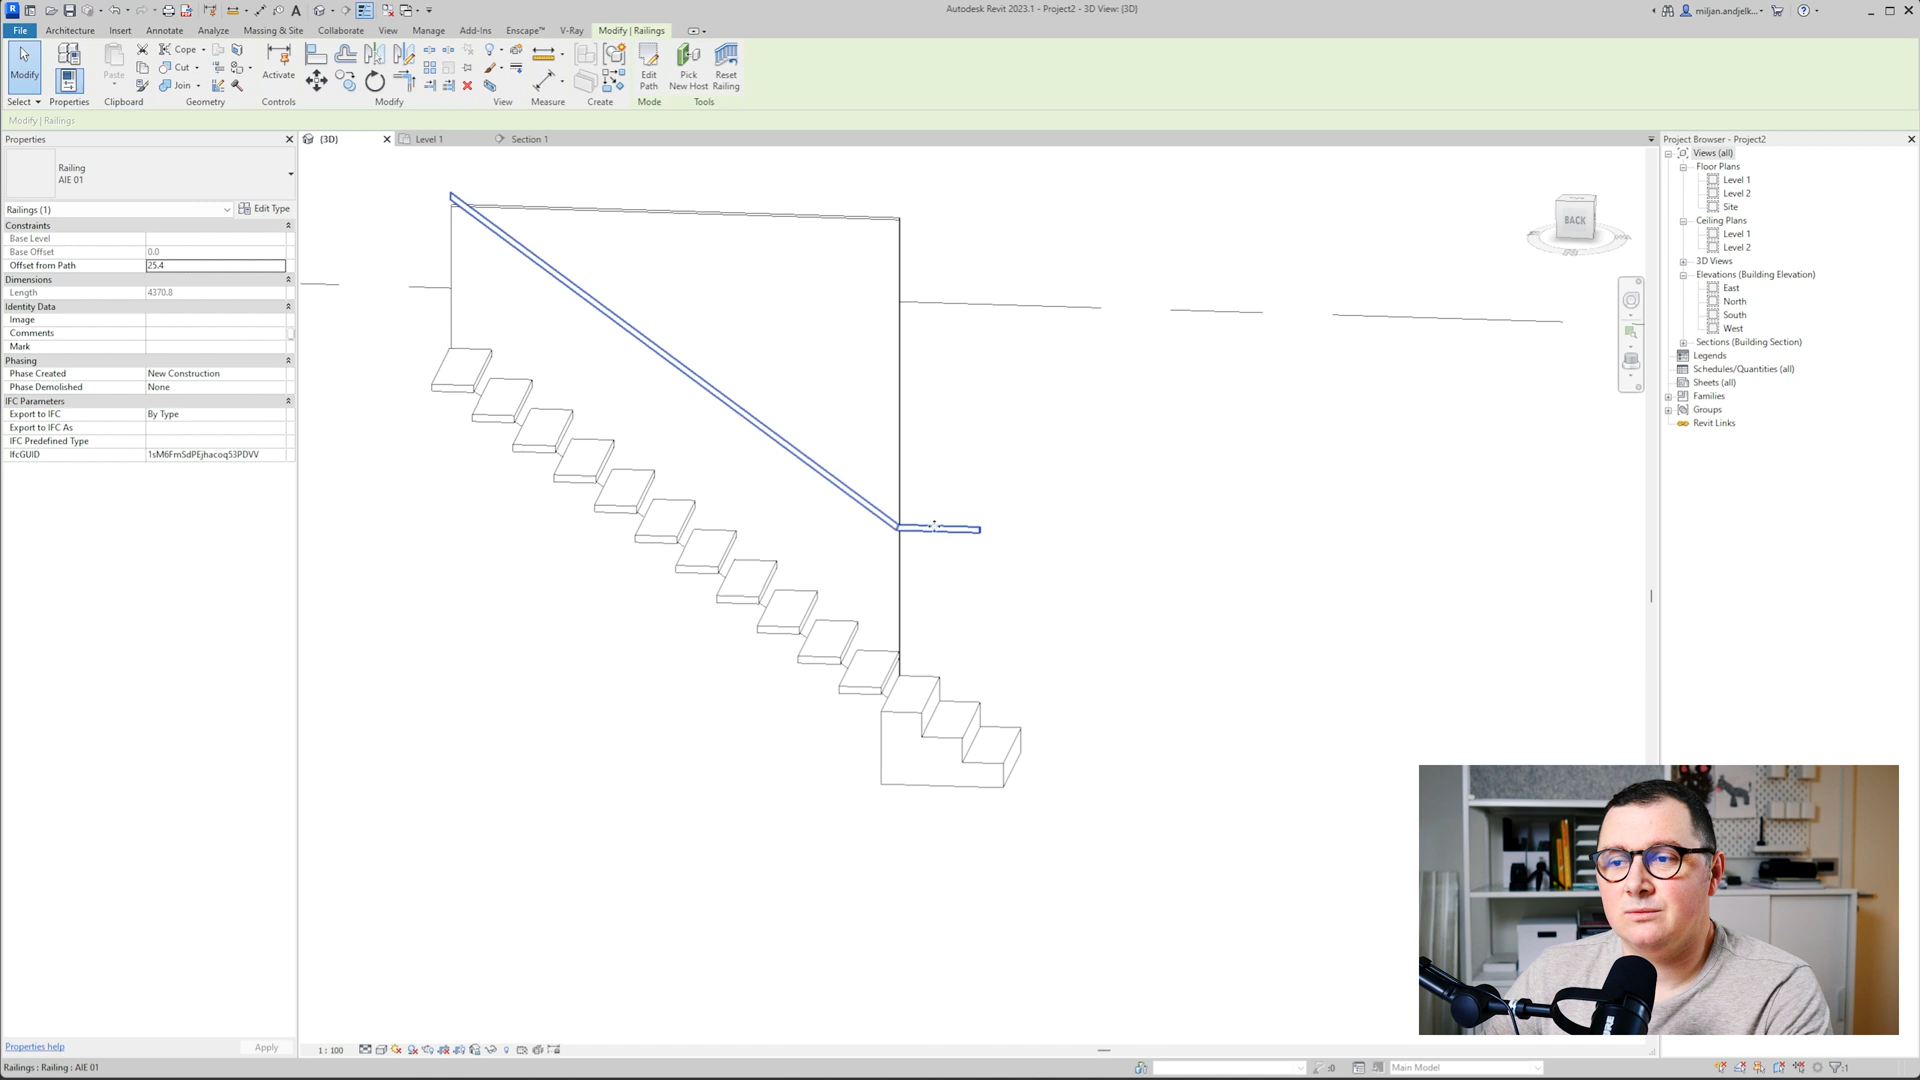 Autodesk Revit 2023.1 - Project2 - 3D View: {3D}
miljan.andjelk...
File Architecture Insert Annotate Analyze Massing & Site Collaborate View Manage Add-Ins Enscape™ V-Ray Modify | Railings
Modify
Paste
Cope
Cut
Join
Activate
Edit Path
Pick New Host
Reset Railing
Select Properties Clipboard Geometry Controls Modify View Measure Create Mode Tools
Modify | Railings
Properties
{3D}
Level 1
Section 1
Railing
AIE 01
Railings (1)
Edit Type
Constraints
Base Level
Base Offset 0.0
Offset from Path 25.4
Dimensions
Length 4370.8
Identity Data
Image
Comments
Mark
Phasing
Phase Created New Construction
Phase Demolished None
IFC Parameters
Export to IFC By Type
Export to IFC As
IFC Predefined Type
IfcGUID 1sM6FmSdPEjhacoq53PDVV
Properties help
Apply
BACK
Project Browser - Project2
Views (all)
Floor Plans
Level 1
Level 2
Site
Ceiling Plans
Level 1
Level 2
3D Views
Elevations (Building Elevation)
East
North
South
West
Sections (Building Section)
Legends
Schedules/Quantities (all)
Sheets (all)
Families
Groups
Revit Links
1 : 100
Railings : Railing : AIE 01
:0
Main Model
:1